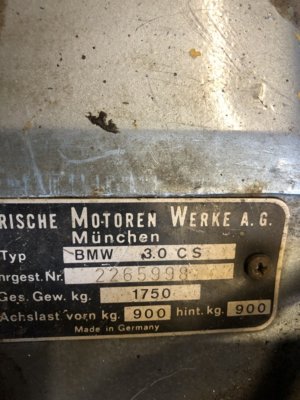 RISCHE MOTOREN WERKE A.G.
München
Typ BMW 3.0 CS
hrgest.Nr. 2265998
Ges. Gew. kg. 1750
Achslast vorn kg. 900 hint. kg. 900
Made in Germany